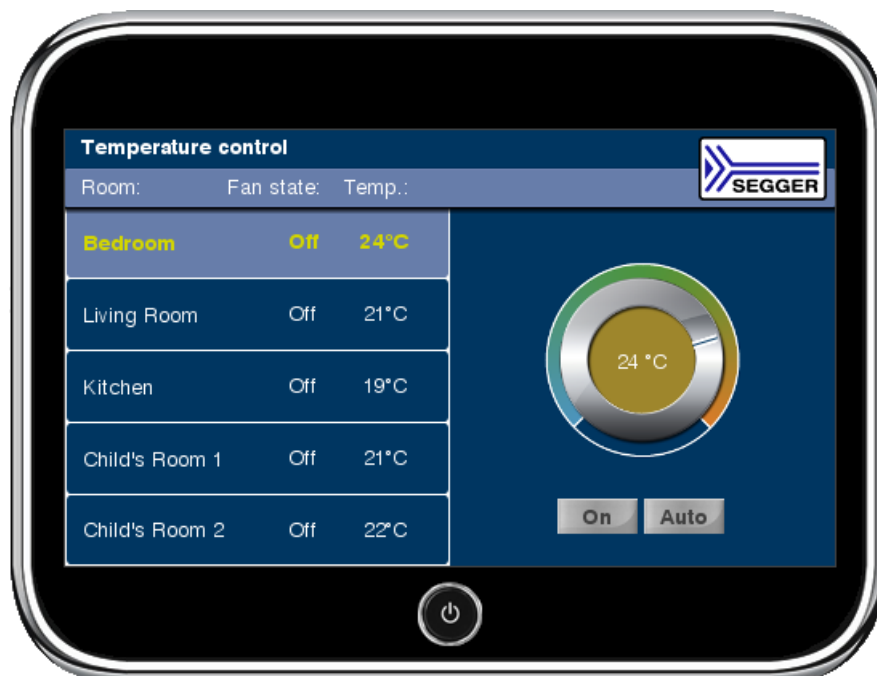 Temperature control
SEGGER
Room: Fan state: Temp.:
Bedroom Off 24°C
Living Room Off 21°C
Kitchen Off 19°C
Child's Room 1 Off 21°C
Child's Room 2 Off 22°C
24 °C
On Auto